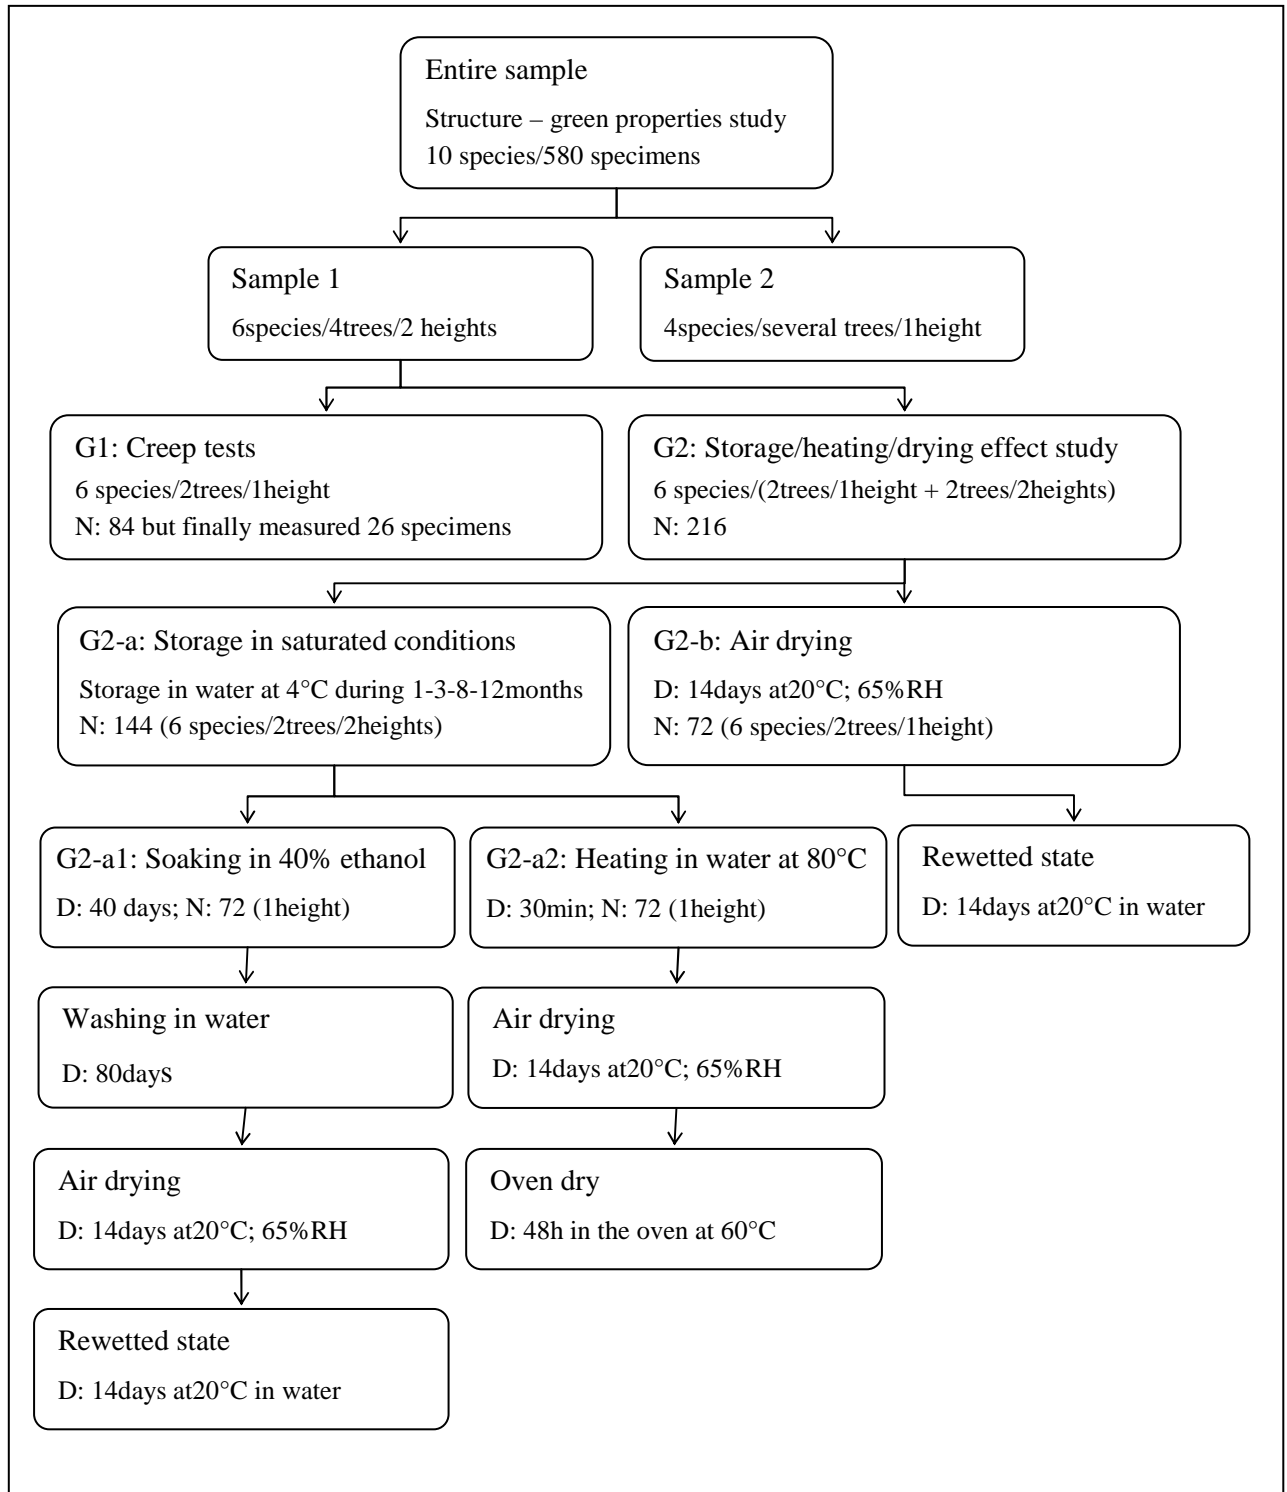 Entire sample
Structure – green properties study
10 species/580 specimens
Sample 1
6species/4trees/2 heights
Sample 2
4species/several trees/1height
G1: Creep tests
6 species/2trees/1height
N: 84 but finally measured 26 specimens
G2: Storage/heating/drying effect study
6 species/(2trees/1height + 2trees/2heights)
N: 216
G2-a: Storage in saturated conditions
Storage in water at 4°C during 1-3-8-12months
N: 144 (6 species/2trees/2heights)
G2-b: Air drying
D: 14days at20°C; 65%RH
N: 72 (6 species/2trees/1height)
G2-a1: Soaking in 40% ethanol
D: 40 days; N: 72 (1height)
G2-a2: Heating in water at 80°C
D: 30min; N: 72 (1height)
Rewetted state
D: 14days at20°C in water
Washing in water
D: 80days
Air drying
D: 14days at20°C; 65%RH
Air drying
D: 14days at20°C; 65%RH
Oven dry
D: 48h in the oven at 60°C
Rewetted state
D: 14days at20°C in water